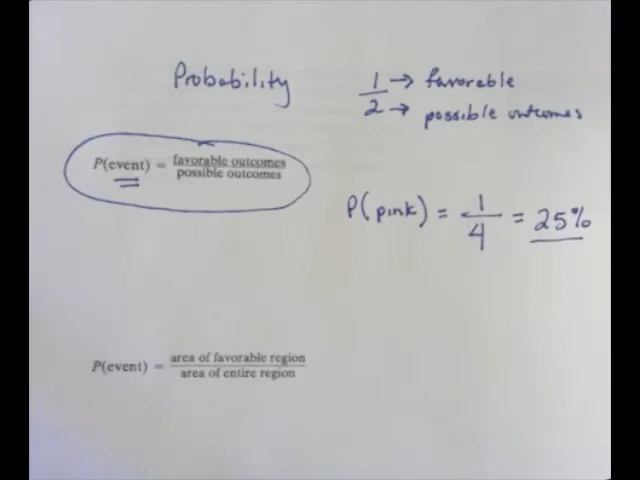 Probability
1 → favorable
2 → possible outcomes
P(event) = favorable outcomes
possible outcomes
P(pink) = 1/4 = 25%
P(event) = area of favorable region
area of entire region